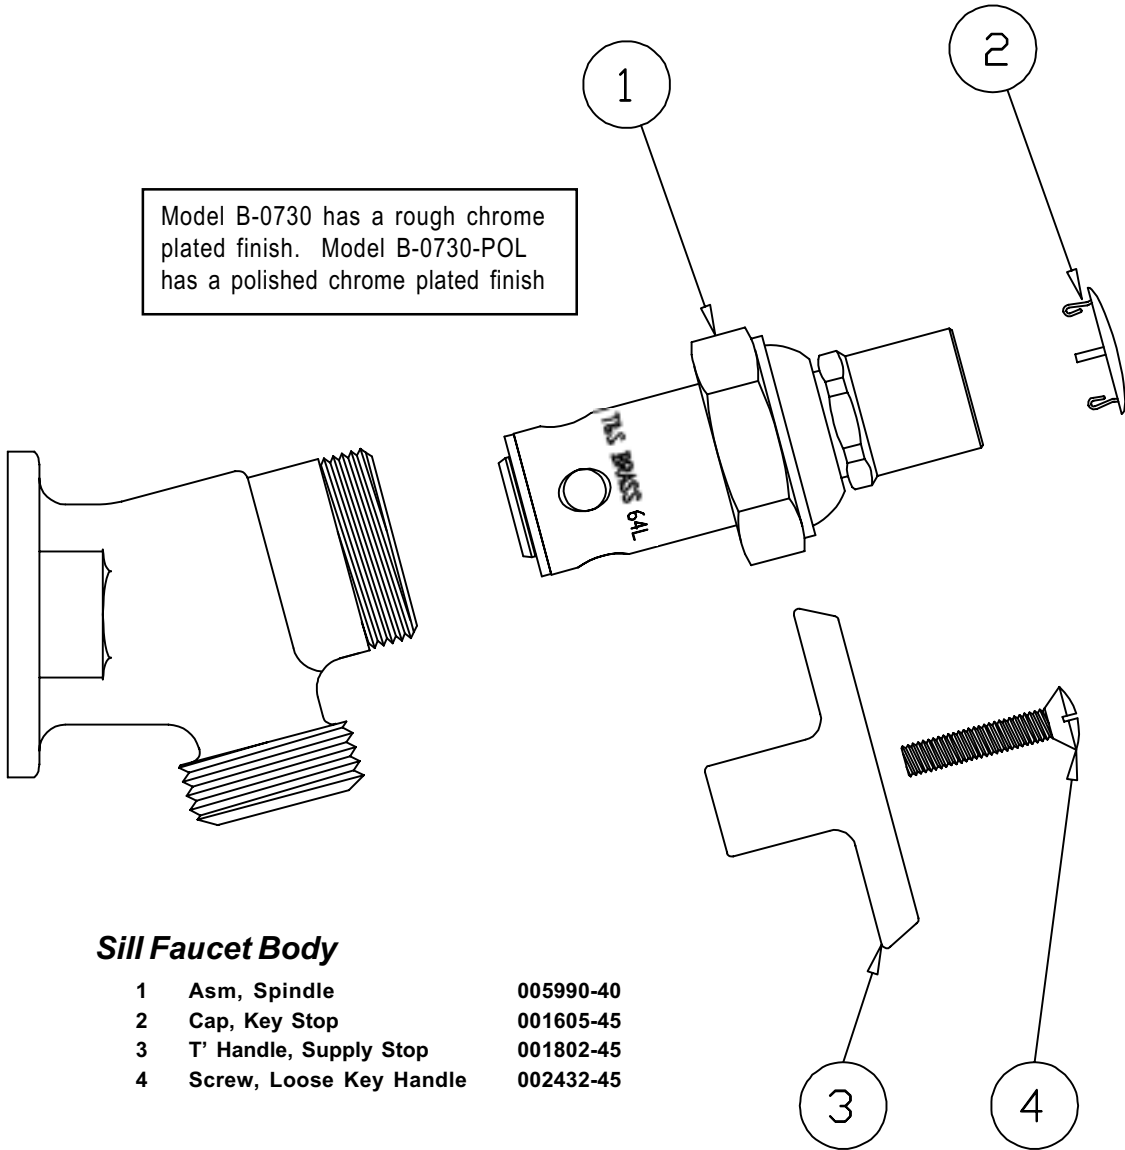 1
2
Model B-0730 has a rough chrome
plated finish. Model B-0730-POL
has a polished chrome plated finish
T&S BRASS 64L
Sill Faucet Body
1 Asm, Spindle 005990-40
2 Cap, Key Stop 001605-45
3 T' Handle, Supply Stop 001802-45
4 Screw, Loose Key Handle 002432-45
3
4